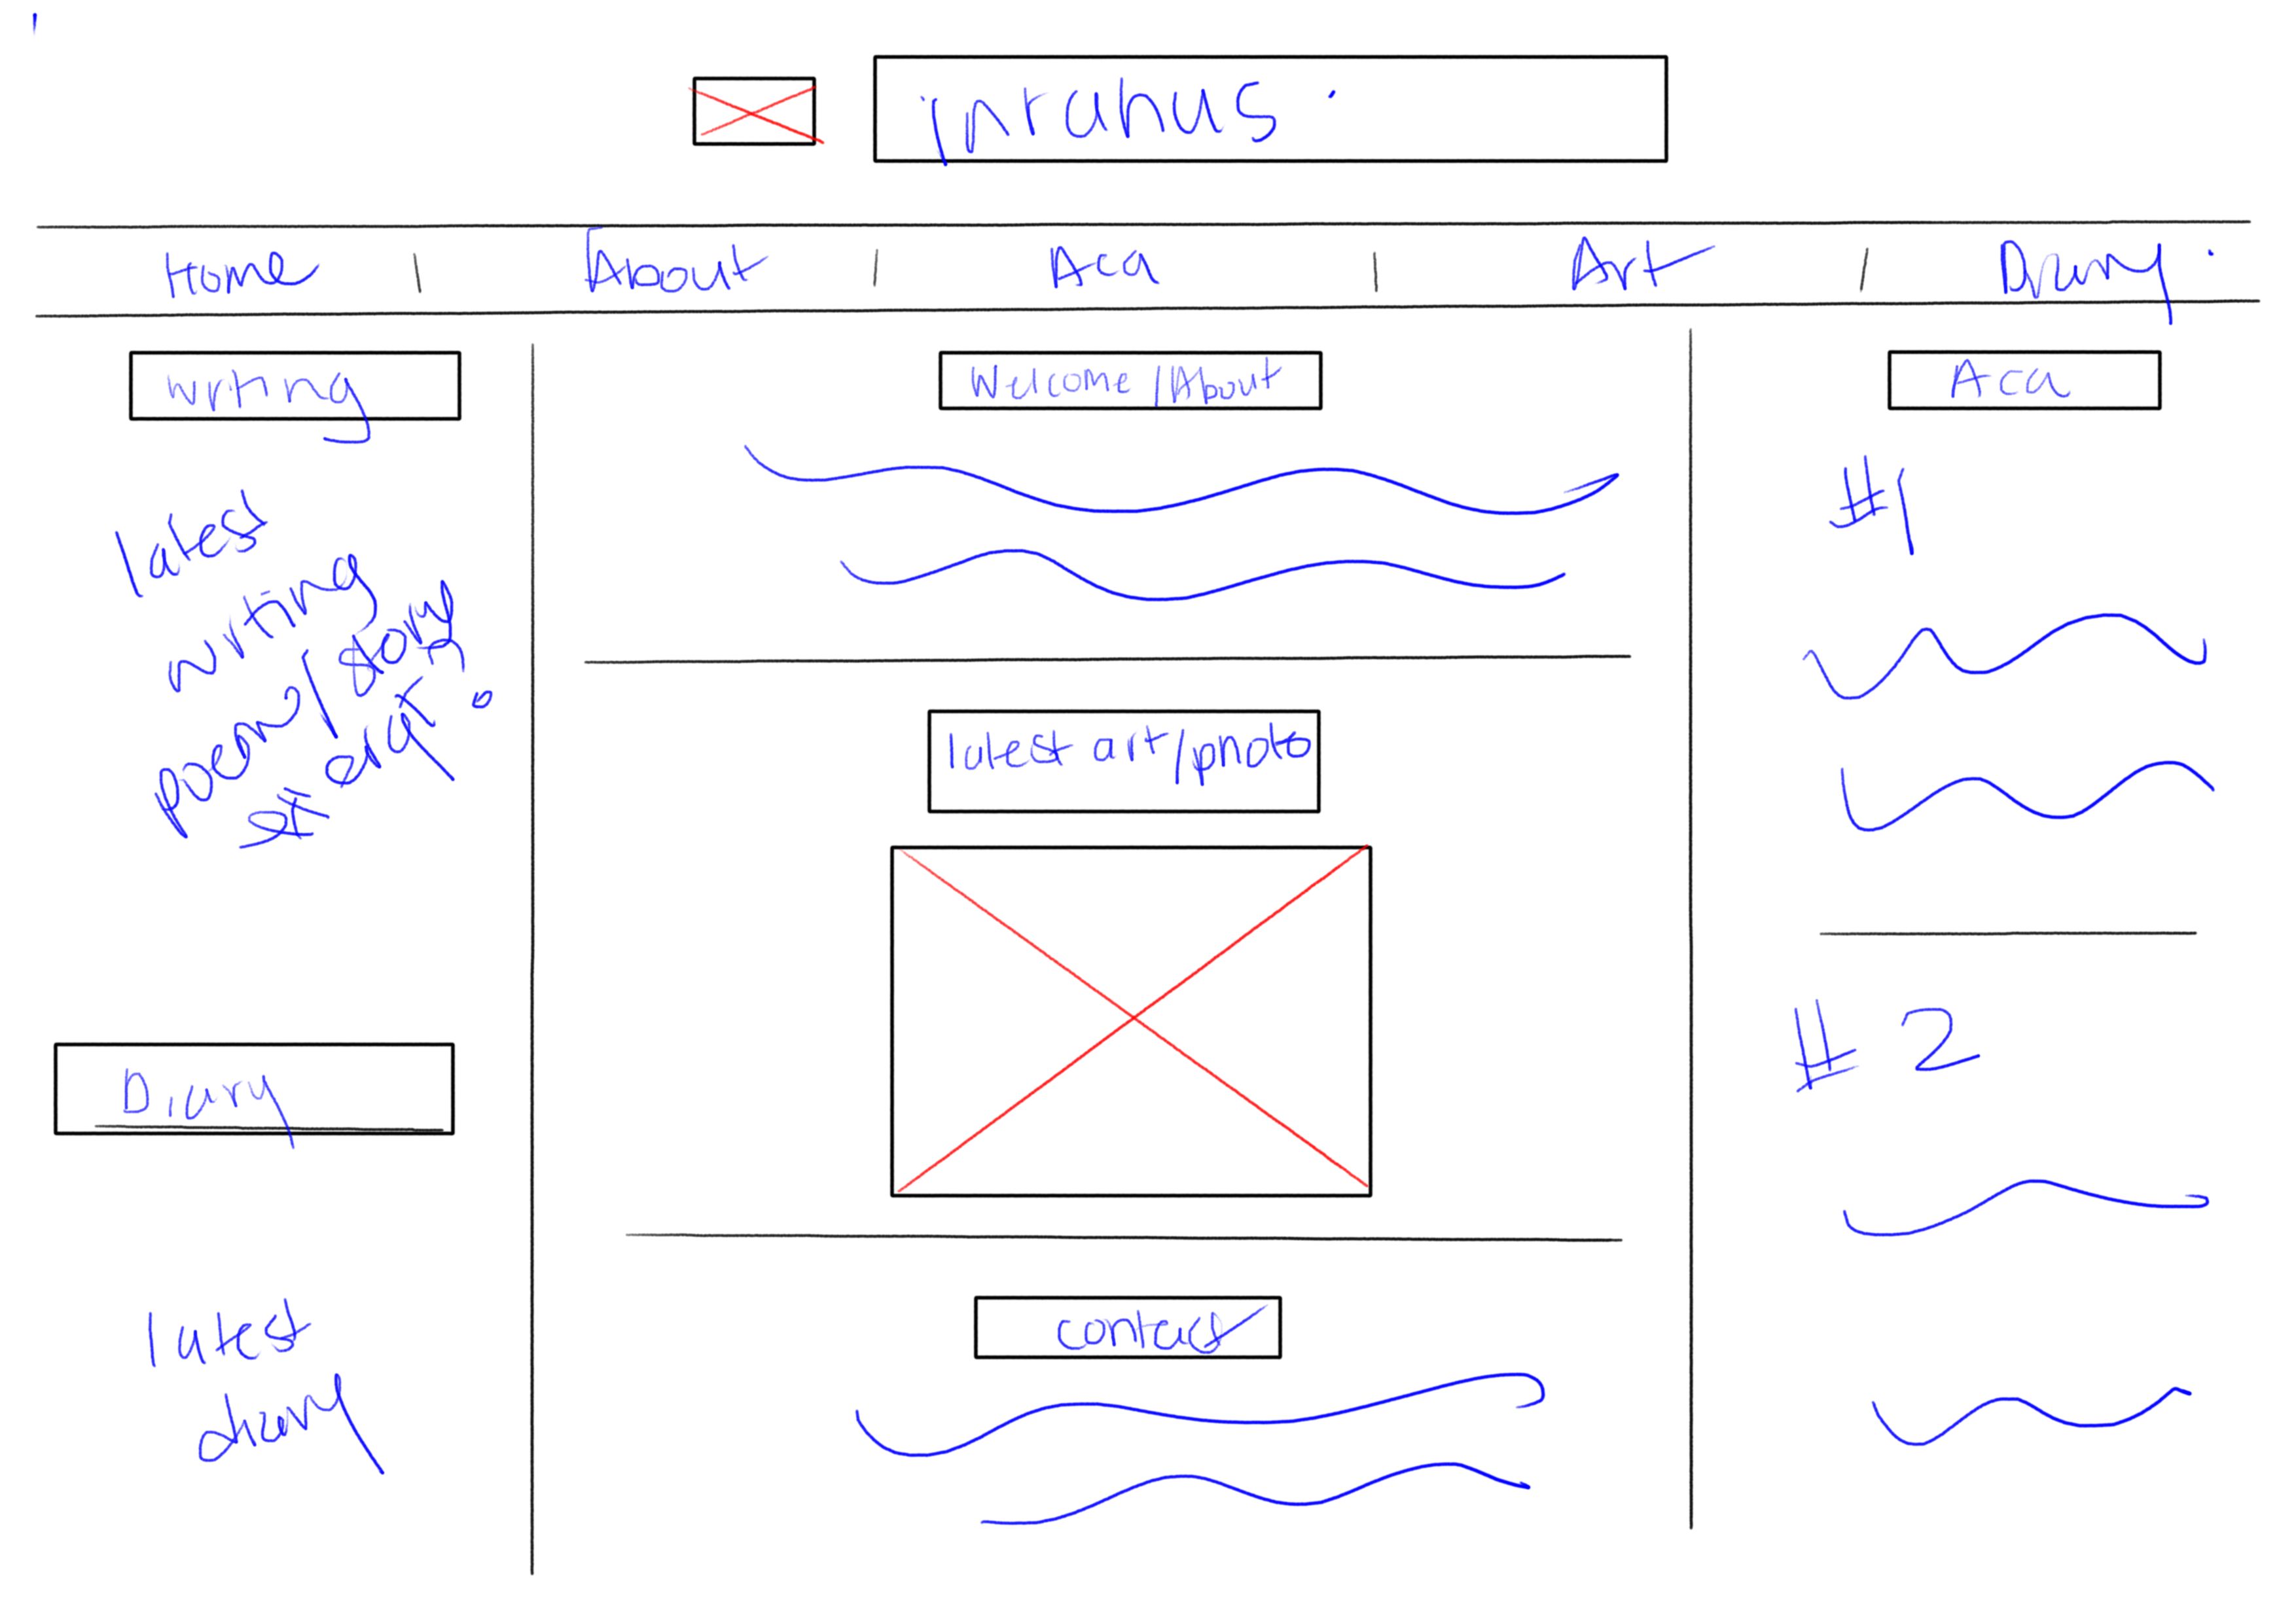 inrahus.
Home | About | Aca | Art | Diary.
Writing
latest
writing
poem/story
Diary
latest
diary
Welcome/About
latest art/photo
contact
Aca
#1
# 2